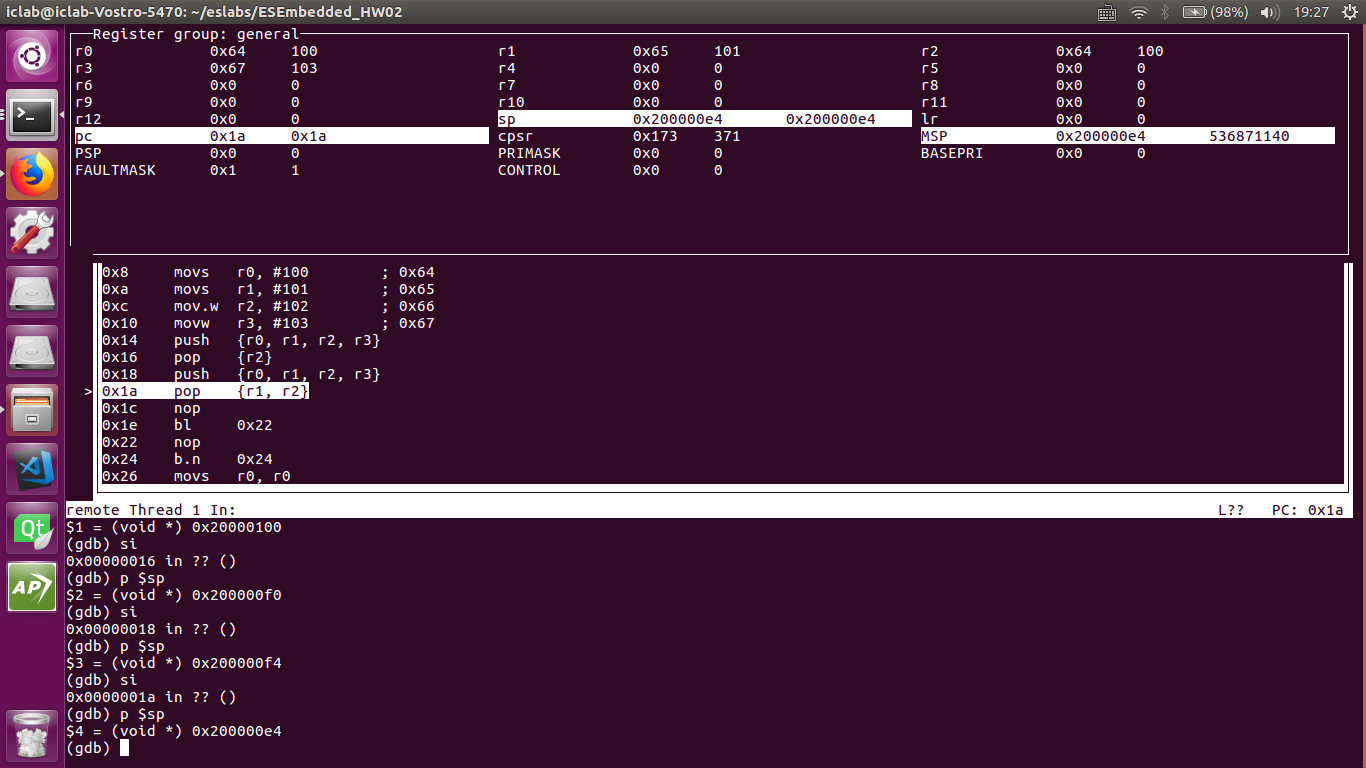 iclab@iclab-Vostro-5470: ~/eslabs/ESEmbedded_HW02 (98%) 19:27
Register group: general
r0 0x64 100 r1 0x65 101 r2 0x64 100
r3 0x67 103 r4 0x0 0 r5 0x0 0
r6 0x0 0 r7 0x0 0 r8 0x0 0
r9 0x0 0 r10 0x0 0 r11 0x0 0
r12 0x0 0 sp 0x200000e4 0x200000e4 lr 0x0 0
pc 0x1a 0x1a cpsr 0x173 371 MSP 0x200000e4 536871140
PSP 0x0 0 PRIMASK 0x0 0 BASEPRI 0x0 0
FAULTMASK 0x1 1 CONTROL 0x0 0
0x8 movs r0, #100 ; 0x64
0xa movs r1, #101 ; 0x65
0xc mov.w r2, #102 ; 0x66
0x10 movw r3, #103 ; 0x67
0x14 push {r0, r1, r2, r3}
0x16 pop {r2}
0x18 push {r0, r1, r2, r3}
> 0x1a pop {r1, r2}
0x1c nop
0x1e bl 0x22
0x22 nop
0x24 b.n 0x24
0x26 movs r0, r0
remote Thread 1 In: L?? PC: 0x1a
$1 = (void *) 0x20000100
(gdb) si
0x00000016 in ?? ()
(gdb) p $sp
$2 = (void *) 0x200000f0
(gdb) si
0x00000018 in ?? ()
(gdb) p $sp
$3 = (void *) 0x200000f4
(gdb) si
0x0000001a in ?? ()
(gdb) p $sp
$4 = (void *) 0x200000e4
(gdb)
Qt
AP